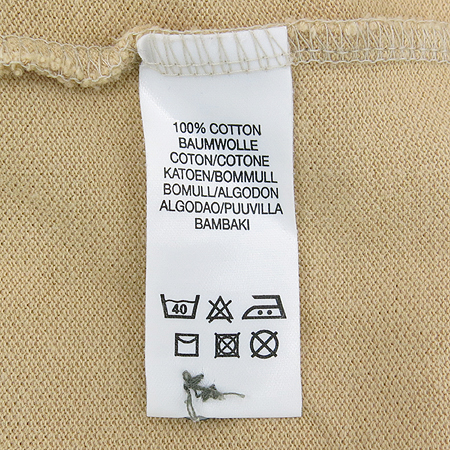 100% COTTON
BAUMWOLLE
COTON/COTONE
KATOEN/BOMMULL
BOMULL/ALGODON
ALGODAO/PUUVILLA
BAMBAKI
40